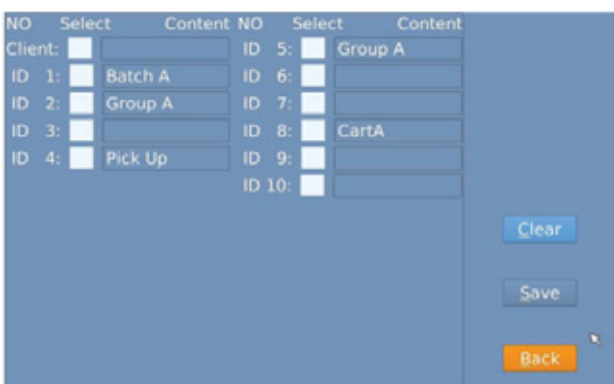 NO Select Content NO Select Content
Client: ID 5: Group A
ID 1: Batch A ID 6:
ID 2: Group A ID 7:
ID 3: ID 8: CartA
ID 4: Pick Up ID 9:
ID 10:
Clear
Save
Back